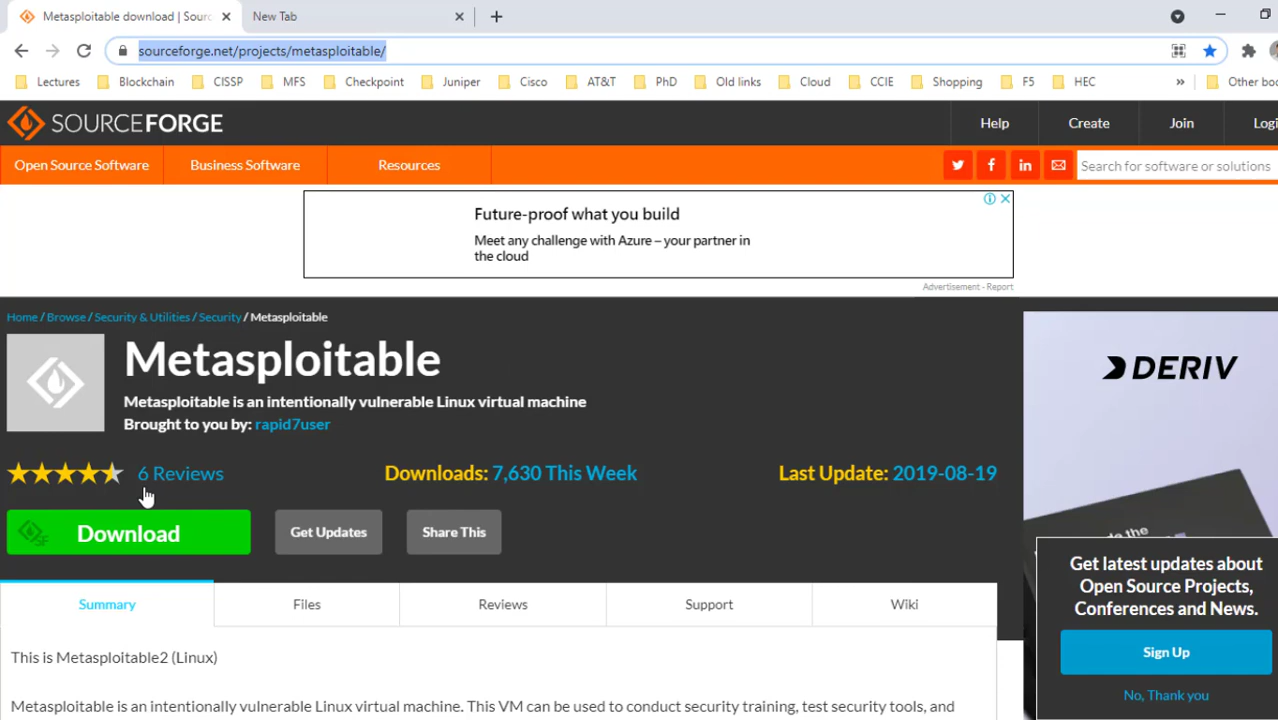 Metasploitable download | Sourc
New Tab
sourceforge.net/projects/metasploitable/
Lectures
Blockchain
CISSP
MFS
Checkpoint
Juniper
Cisco
AT&T
PhD
Old links
Cloud
CCIE
Shopping
F5
HEC
»
Other boo
SOURCEFORGE
Help
Create
Join
Logi
Open Source Software
Business Software
Resources
Search for software or solutions
Future-proof what you build
Meet any challenge with Azure – your partner in
the cloud
Advertisement - Report
Home / Browse / Security & Utilities / Security / Metasploitable
Metasploitable
Metasploitable is an intentionally vulnerable Linux virtual machine
Brought to you by: rapid7user
6 Reviews
Downloads: 7,630 This Week
Last Update: 2019-08-19
Download
Get Updates
Share This
DERIV
de the
Get latest updates about
Open Source Projects,
Conferences and News.
Sign Up
No, Thank you
Summary
Files
Reviews
Support
Wiki
This is Metasploitable2 (Linux)
Metasploitable is an intentionally vulnerable Linux virtual machine. This VM can be used to conduct security training, test security tools, and